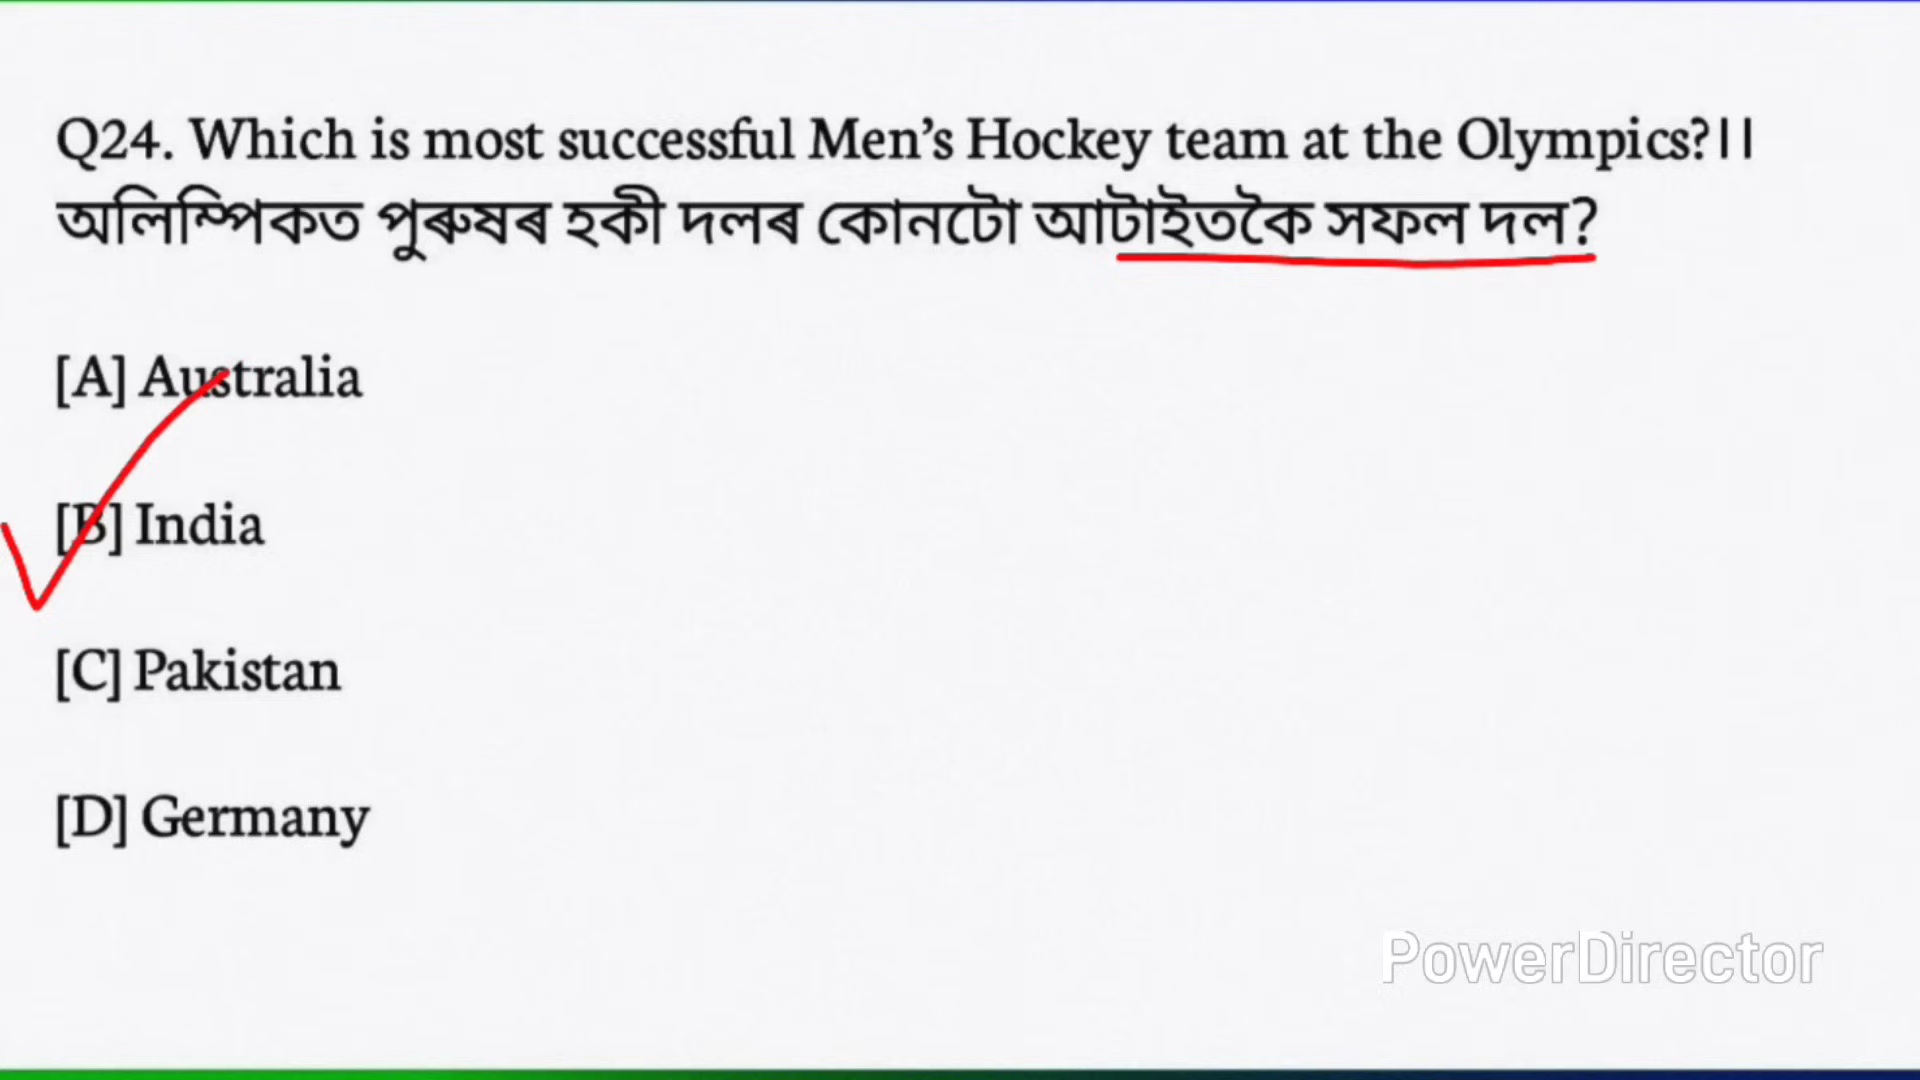 Q24. Which is most successful Men’s Hockey team at the Olympics?।।
অলিম্পিকত পুৰুষৰ হকী দলৰ কোনটো আটাইতকৈ সফল দল?
[A] Australia
[B] India
[C] Pakistan
[D] Germany
PowerDirector